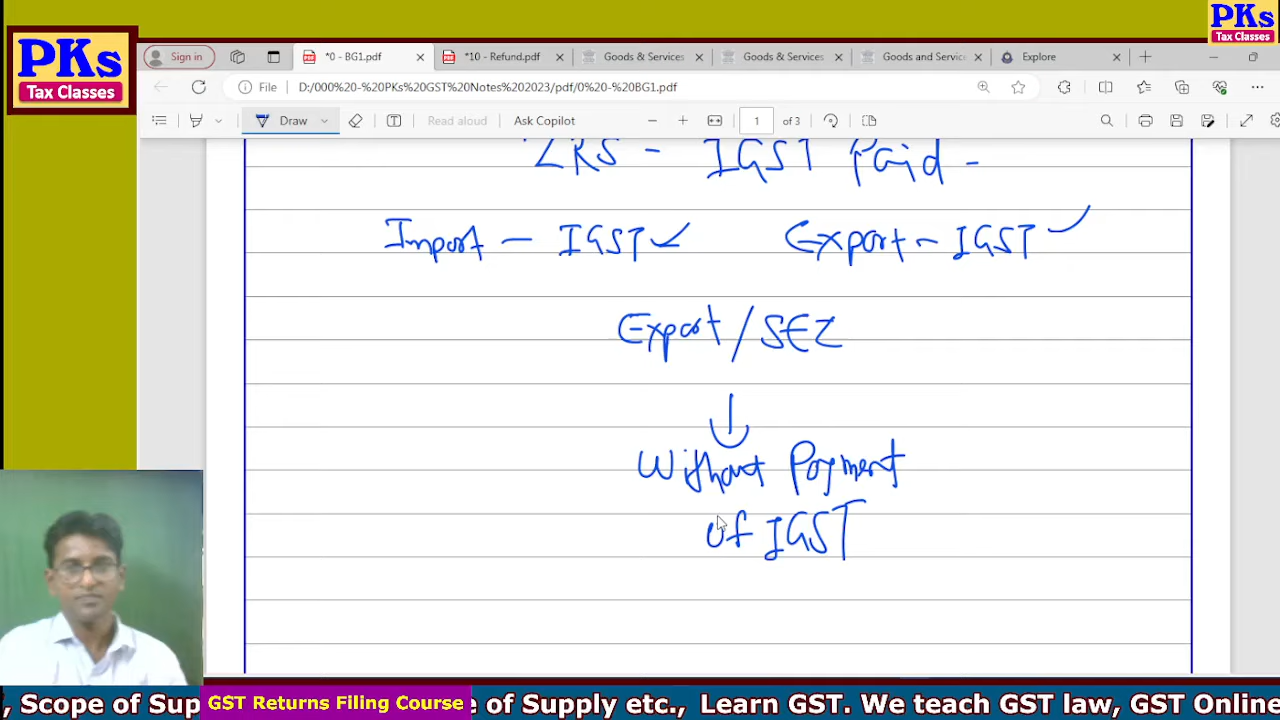 PKs
Tax Classes
PKs
Tax Classes
Sign in
*0 - BG1.pdf
*10 - Refund.pdf
Goods & Services
Goods & Services
Goods and Servic
Explore
File
D:/000%20-%20PKs%20GST%20Notes%202023/pdf/0%20-%20BG1.pdf
Draw
Read aloud
Ask Copilot
1 of 3
ZRS - IGST Paid -
Import - IGST ✓ Export - IGST ✓
Export / SEZ
↓
Without Payment
of IGST
, Scope of Sup
GST Returns Filing Course
e of Supply etc., Learn GST. We teach GST law, GST Online